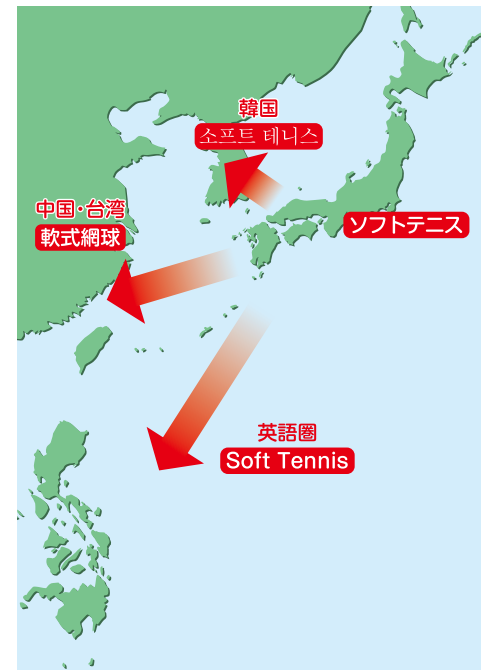 韓国
소프트 테니스
中国・台湾
軟式網球
ソフトテニス
英語圏
Soft Tennis